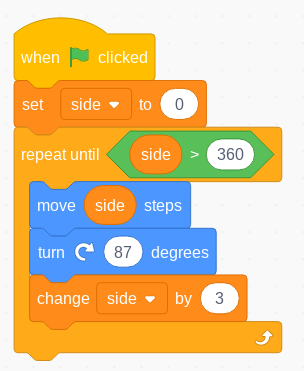 when clicked
set side to 0
repeat until side > 360
move side steps
turn 87 degrees
change side by 3